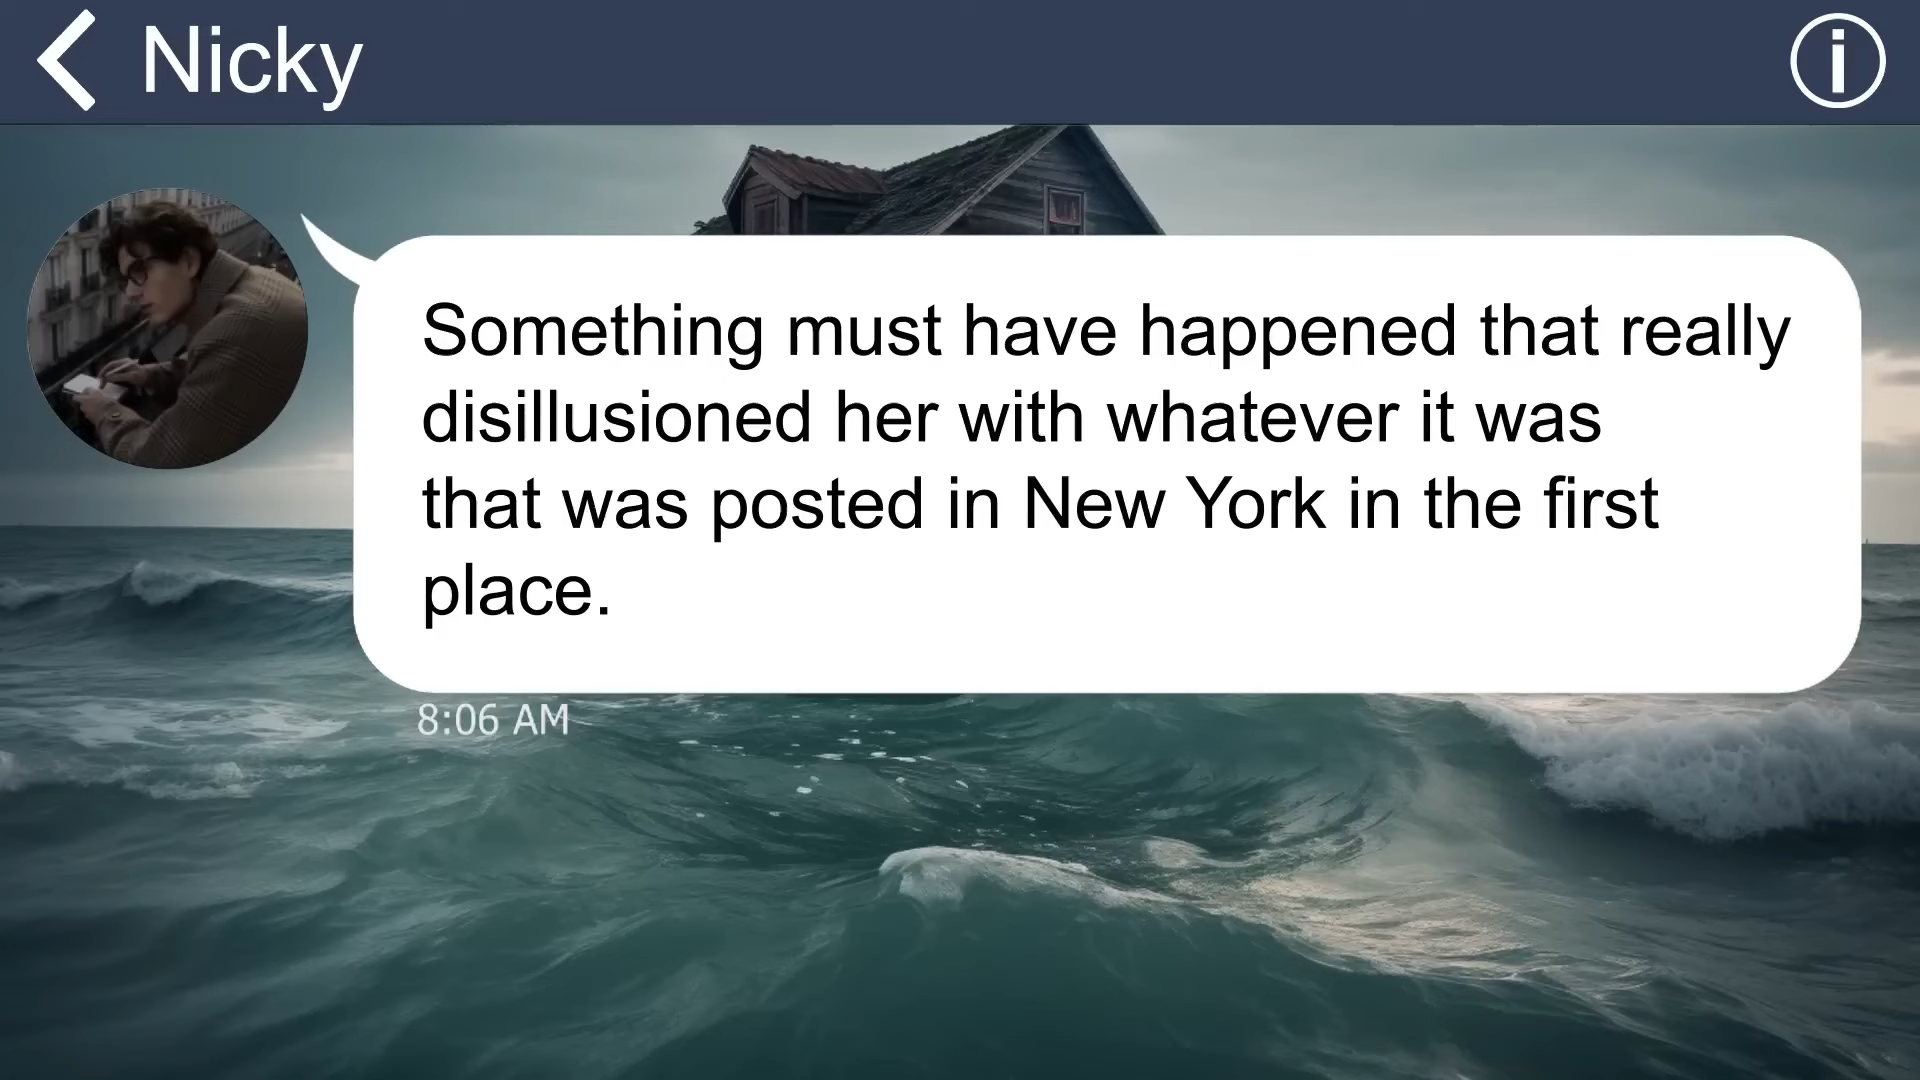 Nicky
Something must have happened that really
disillusioned her with whatever it was
that was posted in New York in the first
place.
8:06 AM